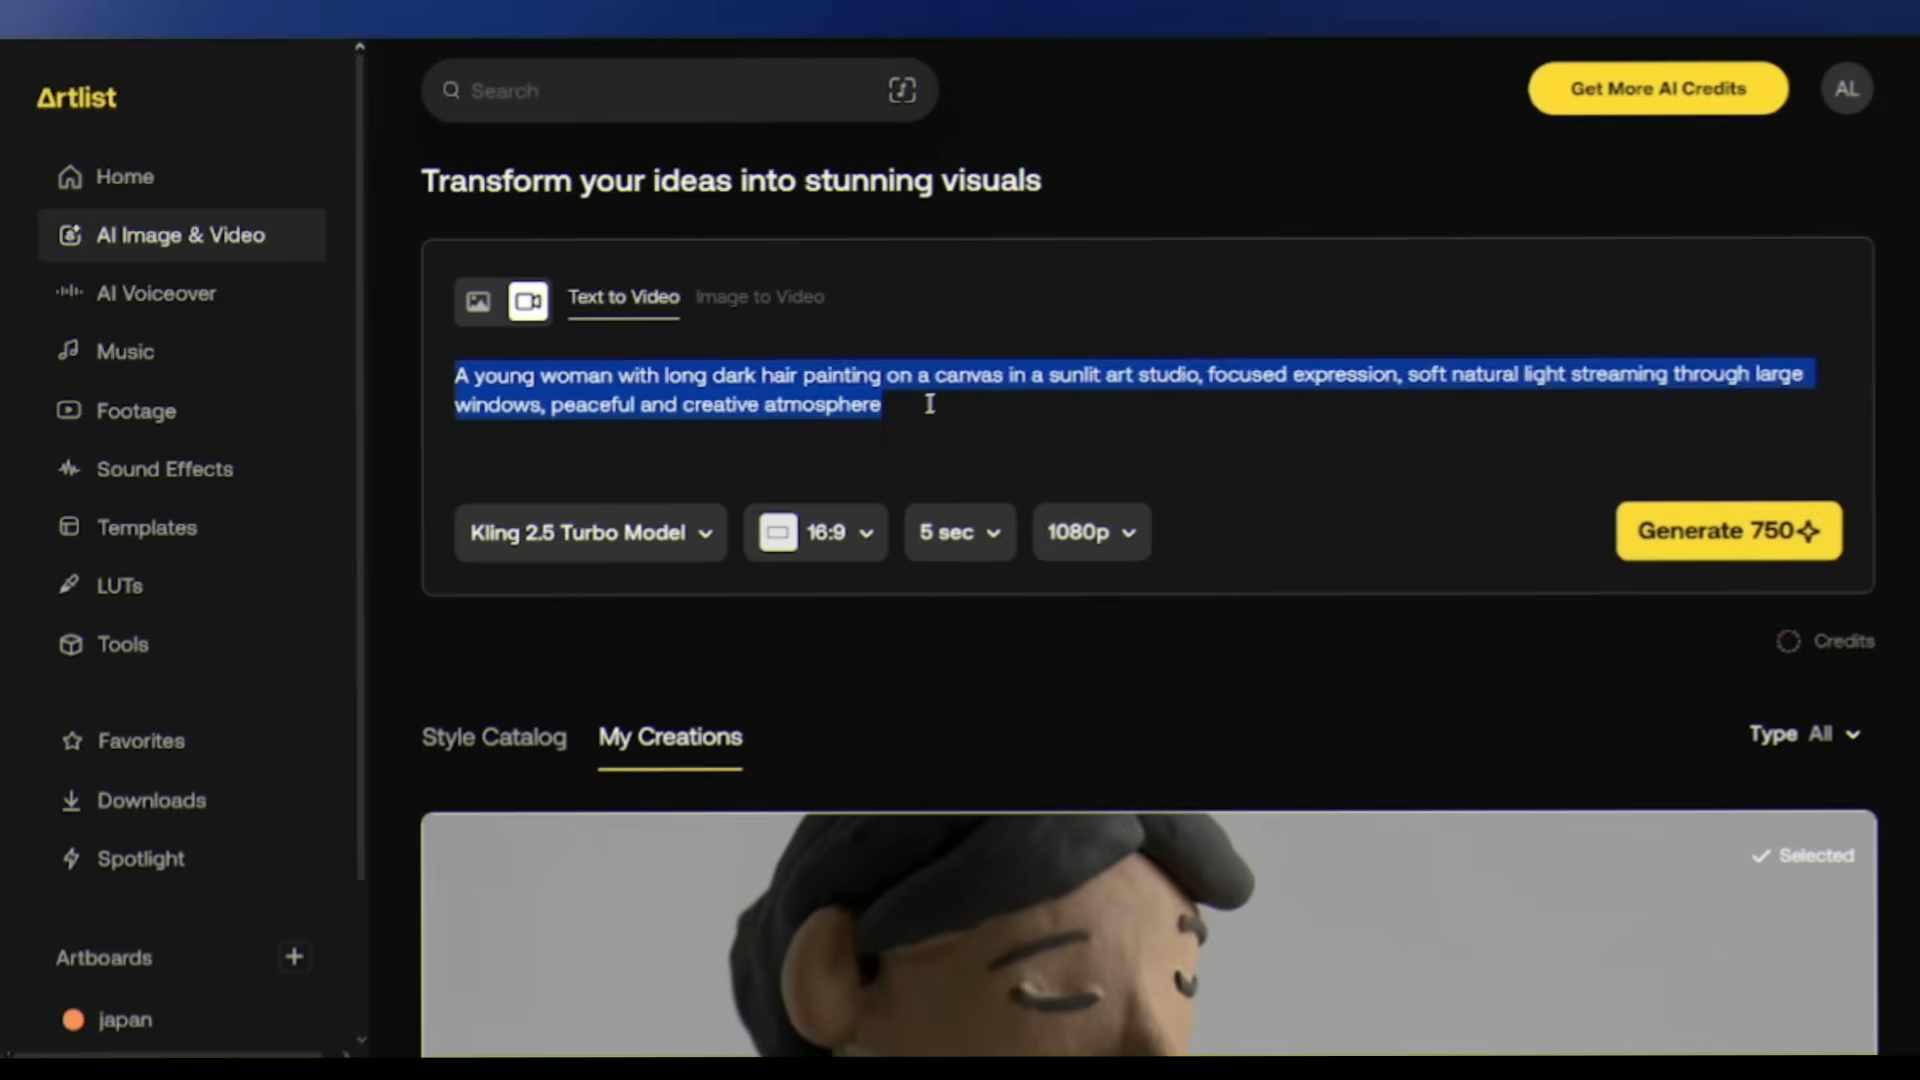 Artlist
Search
Get More AI Credits
AL
Home
AI Image & Video
AI Voiceover
Music
Footage
Sound Effects
Templates
LUTs
Tools
Favorites
Downloads
Spotlight
Artboards
japan
Transform your ideas into stunning visuals
Text to Video Image to Video
A young woman with long dark hair painting on a canvas in a sunlit art studio, focused expression, soft natural light streaming through large
windows, peaceful and creative atmosphere
Kling 2.5 Turbo Model 16:9 5 sec 1080p Generate 750
Credits
Style Catalog My Creations Type All
Selected